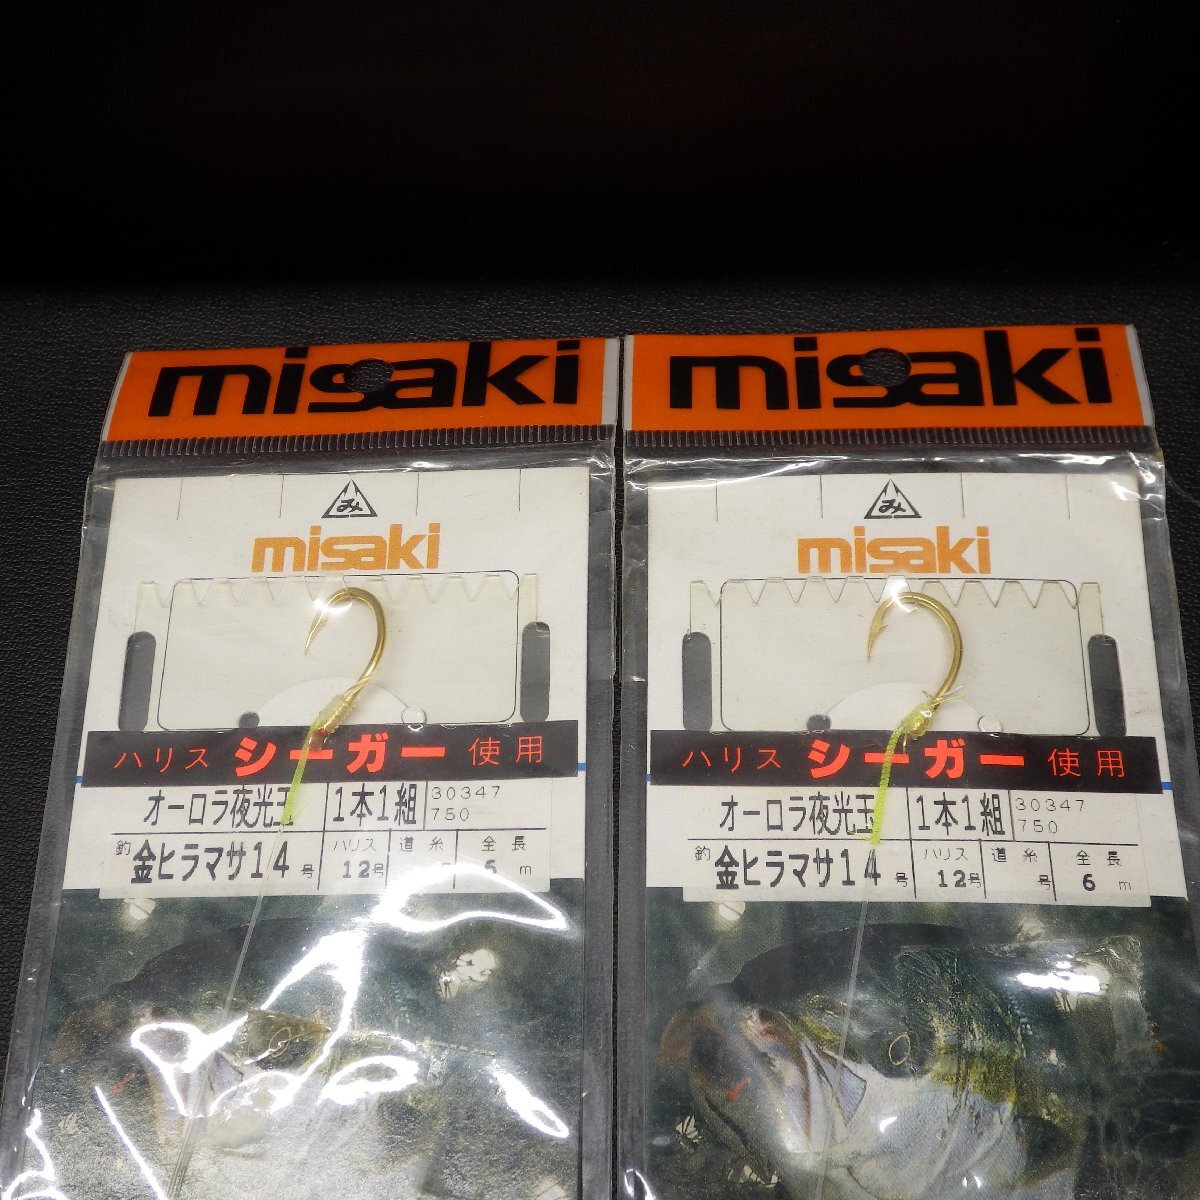 misaki
み
misaki
ハリス シーガー 使用
オーロラ夜光玉 1本1組 30347 750
釣 金ヒラマサ14号 ハリス 12号 道糸 全長 6m
misaki
み
misaki
ハリス シーガー 使用
オーロラ夜光玉 1本1組 30347 750
釣 金ヒラマサ14号 ハリス 12号 道糸 号 全長 6m